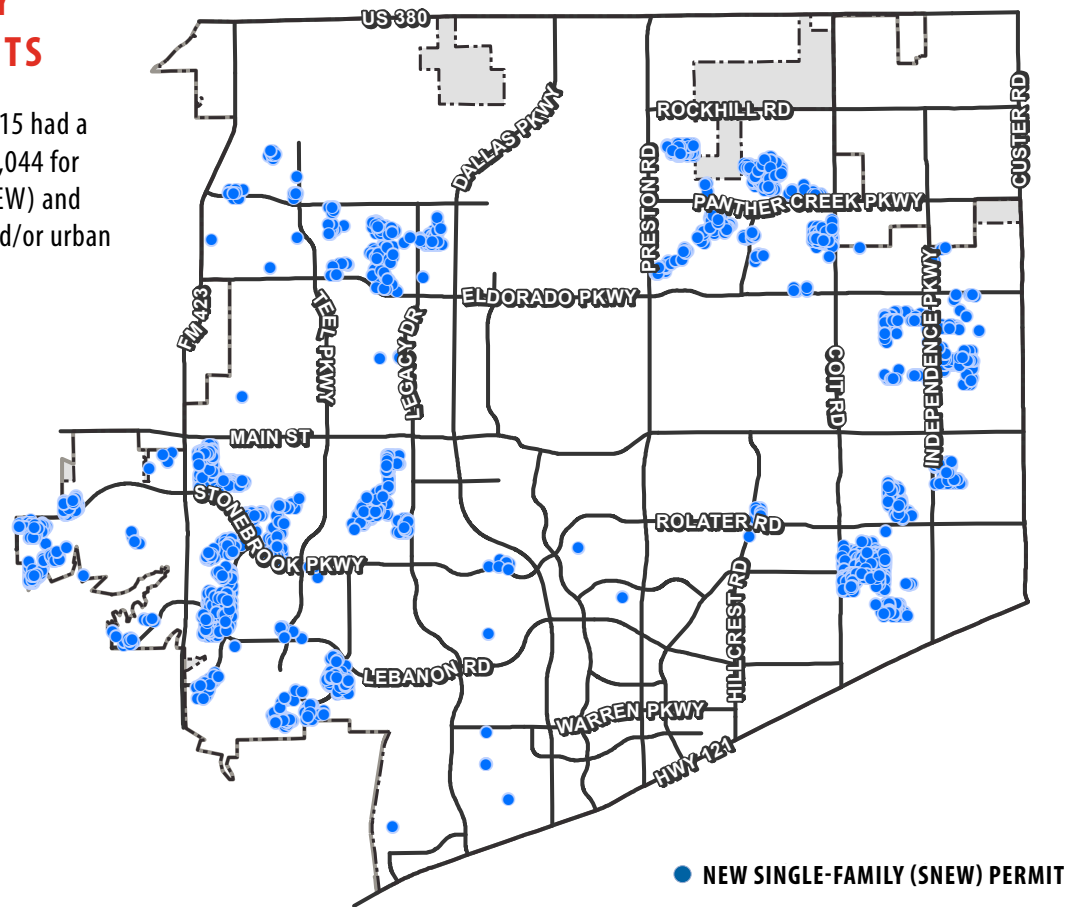 TS
15 had a
,044 for
EW) and
d/or urban
US 380
DALLAS PKWY
ROCKHILL RD
CUSTER RD
PRESTON RD
PANTHER CREEK PKWY
FM 423
TEEL PKWY
LEGACY DR
ELDORADO PKWY
COIT RD
INDEPENDENCE PKWY
MAIN ST
STONEBROOK PKWY
ROLATER RD
HILLCREST RD
LEBANON RD
WARREN PKWY
HWY 121
NEW SINGLE-FAMILY (SNEW) PERMIT